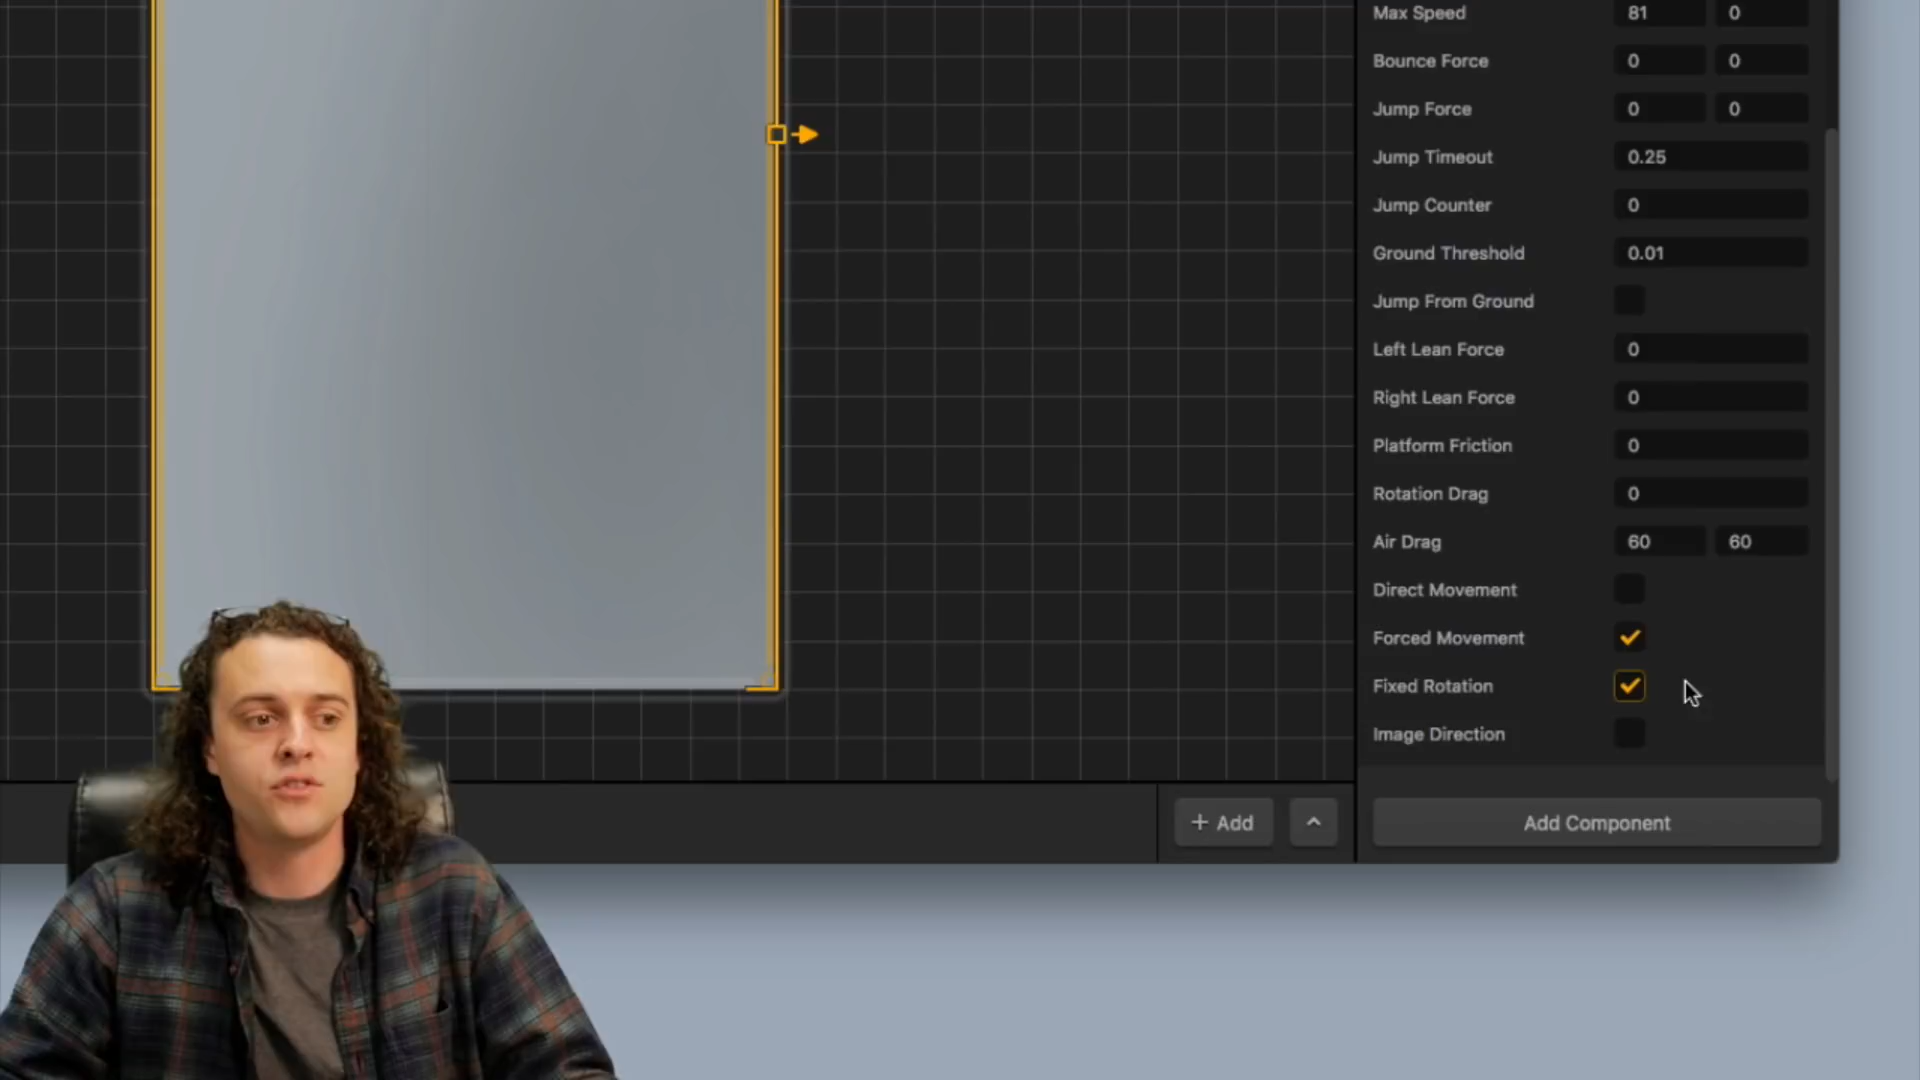 Max Speed 81 0
Bounce Force 0 0
Jump Force 0 0
Jump Timeout 0.25
Jump Counter 0
Ground Threshold 0.01
Jump From Ground
Left Lean Force 0
Right Lean Force 0
Platform Friction 0
Rotation Drag 0
Air Drag 60 60
Direct Movement
Forced Movement
Fixed Rotation
Image Direction
+ Add
Add Component